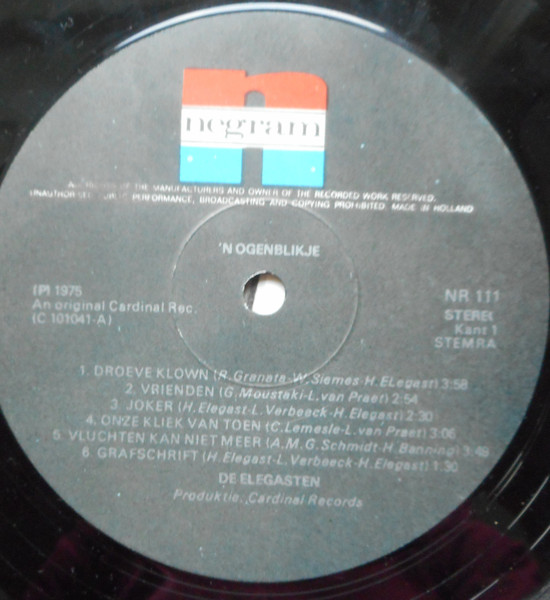 negram
OF THE MANUFACTURERS AND OWNER OF THE RECORDED WORK RESERVED.
PERFORMANCE, BROADCASTING AND COPYING PROHIBITED. MADE IN HOLLAND
'N OGENBLIKJE
(P) 1975
An original Cardinal Rec.
(C 101041-A)
NR 111
STEREO
Kant 1
STEMRA
1. DROEVE KLOWN (R. Granata-W. Siemes-H. ELegast) 3:58
2. VRIENDEN (G. Moustaki-L. van Praet) 2:54
3. JOKER (H. Elegast-L. Verbeeck-H. Elegast) 2:30
4. ONZE KLIEK VAN TOEN (C. Lemesle-L. van Praet) 3:06
5. VLUCHTEN KAN NIET MEER (A.M.G. Schmidt-H. Banning) 3:48
6. GRAFSCHRIFT (H. Elegast-L. Verbeeck-H. Elegast) 1:30
DE ELEGASTEN
Produktie: Cardinal Records